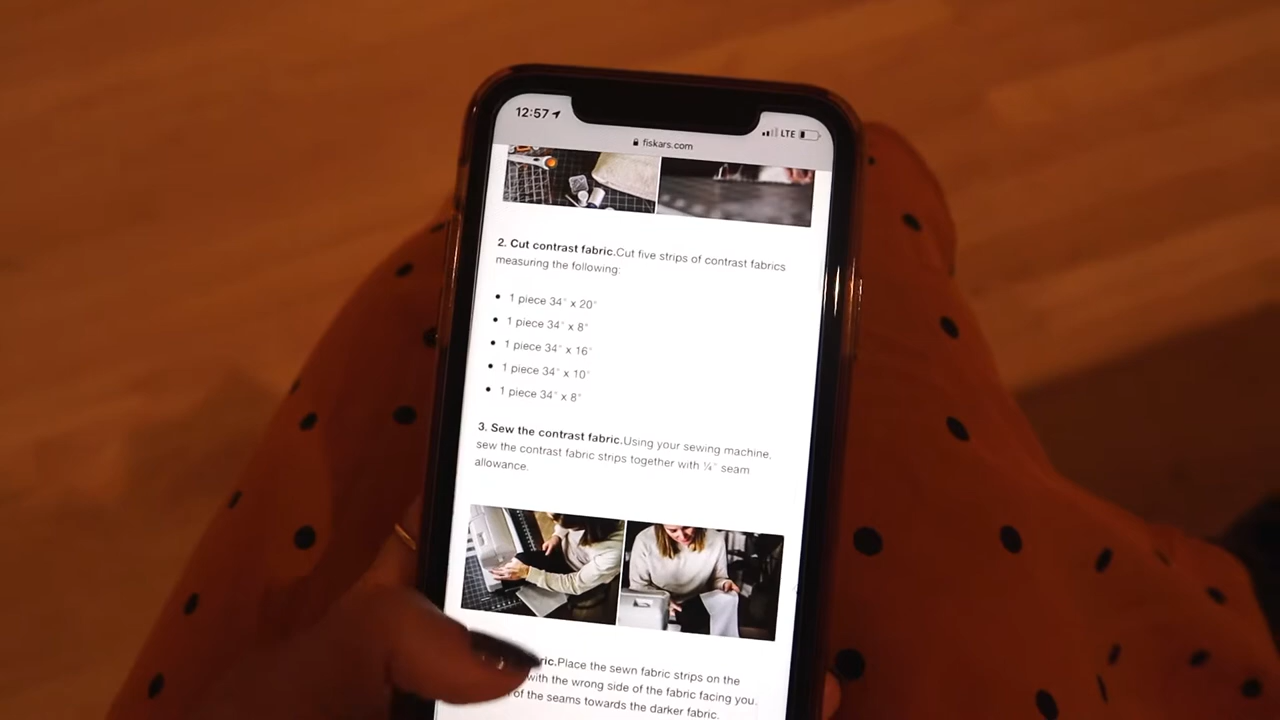 12:57
LTE
fiskars.com
2. Cut contrast fabric.Cut five strips of contrast fabrics
measuring the following:
• 1 piece 34" x 20"
• 1 piece 34" x 8"
• 1 piece 34" x 16"
• 1 piece 34" x 10"
• 1 piece 34" x 8"
3. Sew the contrast fabric.Using your sewing machine,
sew the contrast fabric strips together with ¼" seam
allowance.
ric.Place the sewn fabric strips on the
with the wrong side of the fabric facing you.
of the seams towards the darker fabric.